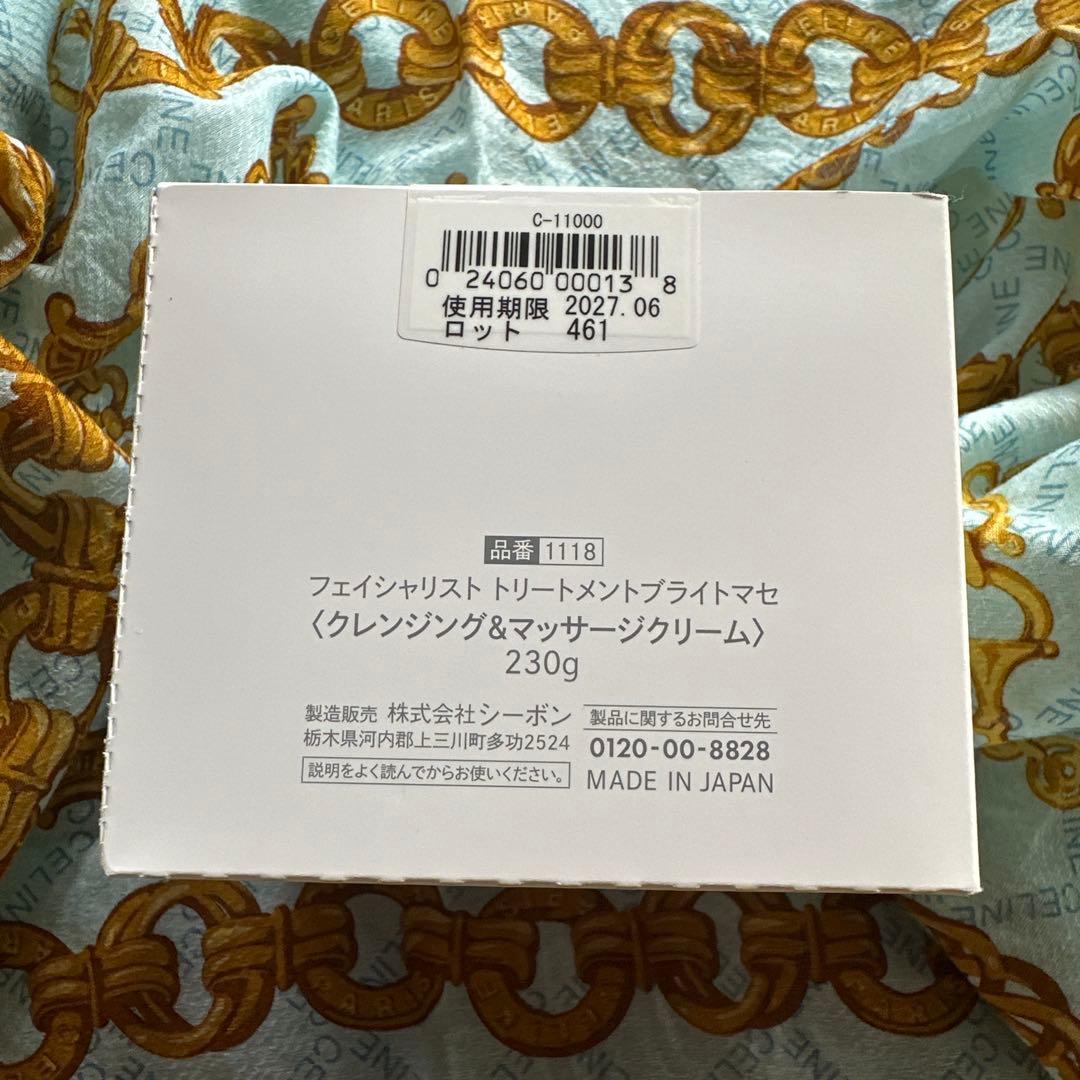 C-11000
0 24060 00013 8
使用期限 2027.06
ロット 461
品番 1118
フェイシャリスト トリートメントブライトマセ
〈クレンジング&マッサージクリーム〉
230g
製造販売 株式会社シーボン
栃木県河内郡上三川町多功2524
説明をよく読んでからお使いください。
製品に関するお問合せ先
0120-00-8828
MADE IN JAPAN
CELINE
PARIS